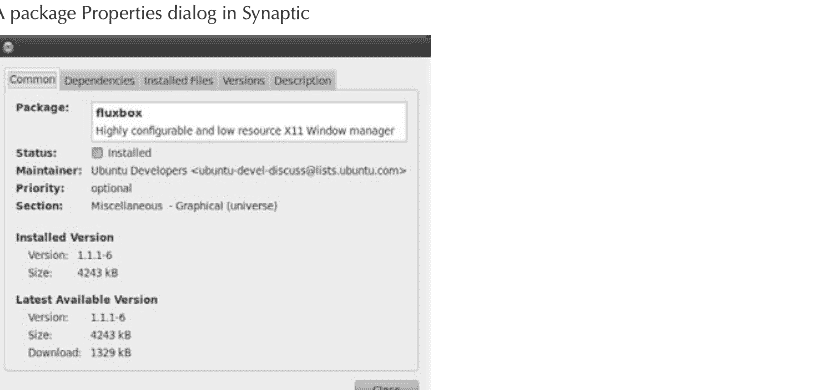 A package Properties dialog in Synaptic
Common Dependencies Installed Files Versions Description
Package: fluxbox
Highly configurable and low resource X11 Window manager
Status: Installed
Maintainer: Ubuntu Developers <ubuntu-devel-discuss@lists.ubuntu.com>
Priority: optional
Section: Miscellaneous - Graphical (universe)
Installed Version
Version: 1.1.1-6
Size: 4243 kB
Latest Available Version
Version: 1.1.1-6
Size: 4243 kB
Download: 1329 kB
Close